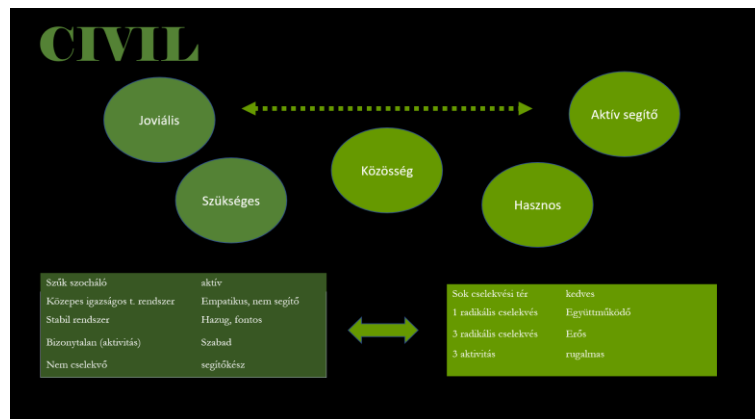 CIVIL
Joviális
Aktív segítő
Közösség
Szükséges
Hasznos
Szűk szocháló aktív
Közepes igazságos t. rendszer Empatikus, nem segítő
Stabil rendszer Hazug, fontos
Bizonytalan (aktivitás) Szabad
Nem cselekvő segítőkész
Sok cselekvési tér kedves
1 radikális cselekvés Együttműködő
3 radikális cselekvés Erős
3 aktivitás rugalmas